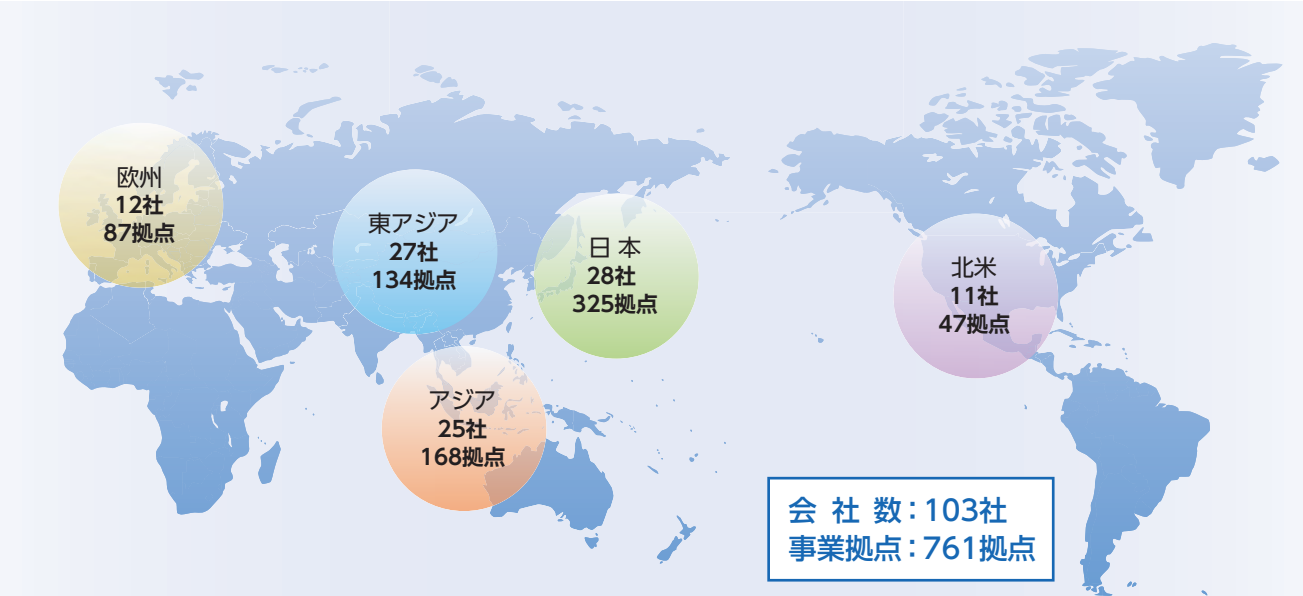 欧州
12社
87拠点
東アジア
27社
134拠点
日 本
28社
325拠点
北米
11社
47拠点
アジア
25社
168拠点
会 社 数：103社
事業拠点：761拠点